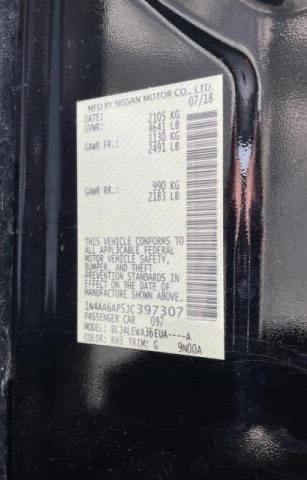 MFD BY NISSAN MOTOR CO., LTD.
DATE: 07/18
GVWR: 2105 KG
4641 LB
GAWR FR.: 1130 KG
2491 LB
GAWR RR.: 990 KG
2183 LB
THIS VEHICLE CONFORMS TO
ALL APPLICABLE FEDERAL
MOTOR VEHICLE SAFETY,
BUMPER, AND THEFT
PREVENTION STANDARDS IN
EFFECT ON THE DATE OF
MANUFACTURE SHOWN ABOVE.
1N4AA6AP5JC397307
PASSENGER CAR 097
MODEL: BLJALEWA36EUA----A
COLOR: KH3 TRIM: G 9N00A